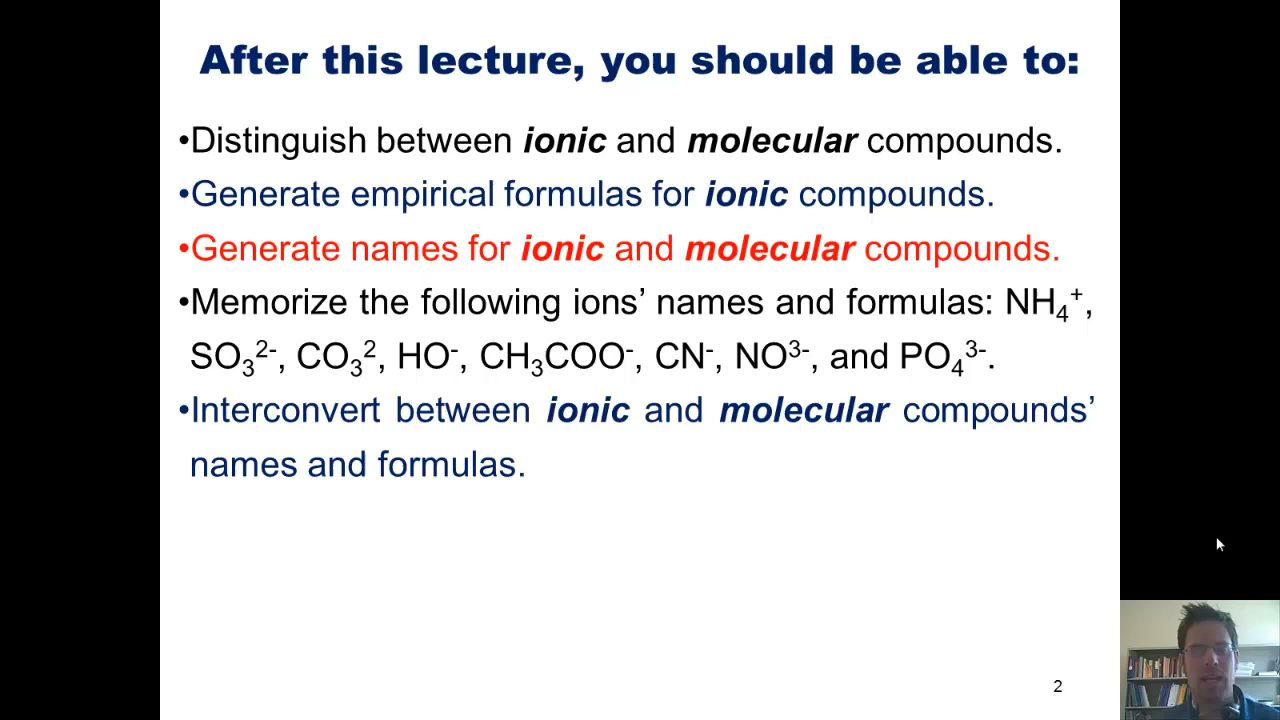 After this lecture, you should be able to:
•Distinguish between ionic and molecular compounds.
•Generate empirical formulas for ionic compounds.
•Generate names for ionic and molecular compounds.
•Memorize the following ions’ names and formulas: NH₄⁺,
SO₃²⁻, CO₃², HO⁻, CH₃COO⁻, CN⁻, NO³⁻, and PO₄³⁻.
•Interconvert between ionic and molecular compounds’
names and formulas.
2